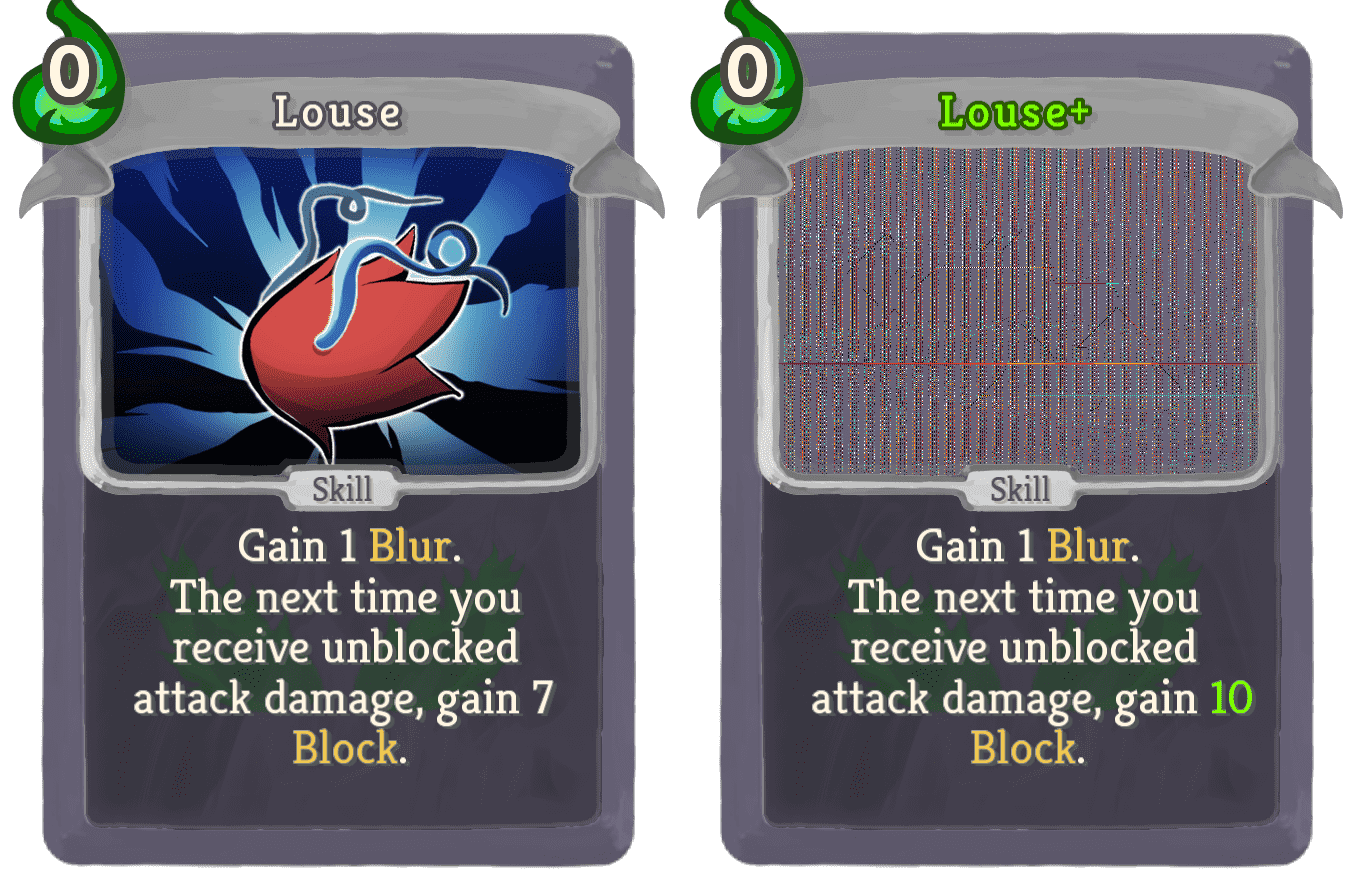 0
Louse
Skill
Gain 1 Blur.
The next time you
receive unblocked
attack damage, gain 7
Block.
0
Louse+
Skill
Gain 1 Blur.
The next time you
receive unblocked
attack damage, gain 10
Block.